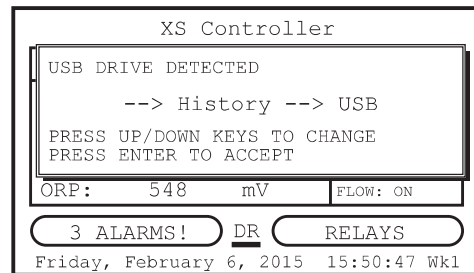 XS Controller
USB DRIVE DETECTED
--> History --> USB
PRESS UP/DOWN KEYS TO CHANGE
PRESS ENTER TO ACCEPT
ORP: 548 mV FLOW: ON
3 ALARMS! DR RELAYS
Friday, February 6, 2015 15:50:47 Wk1